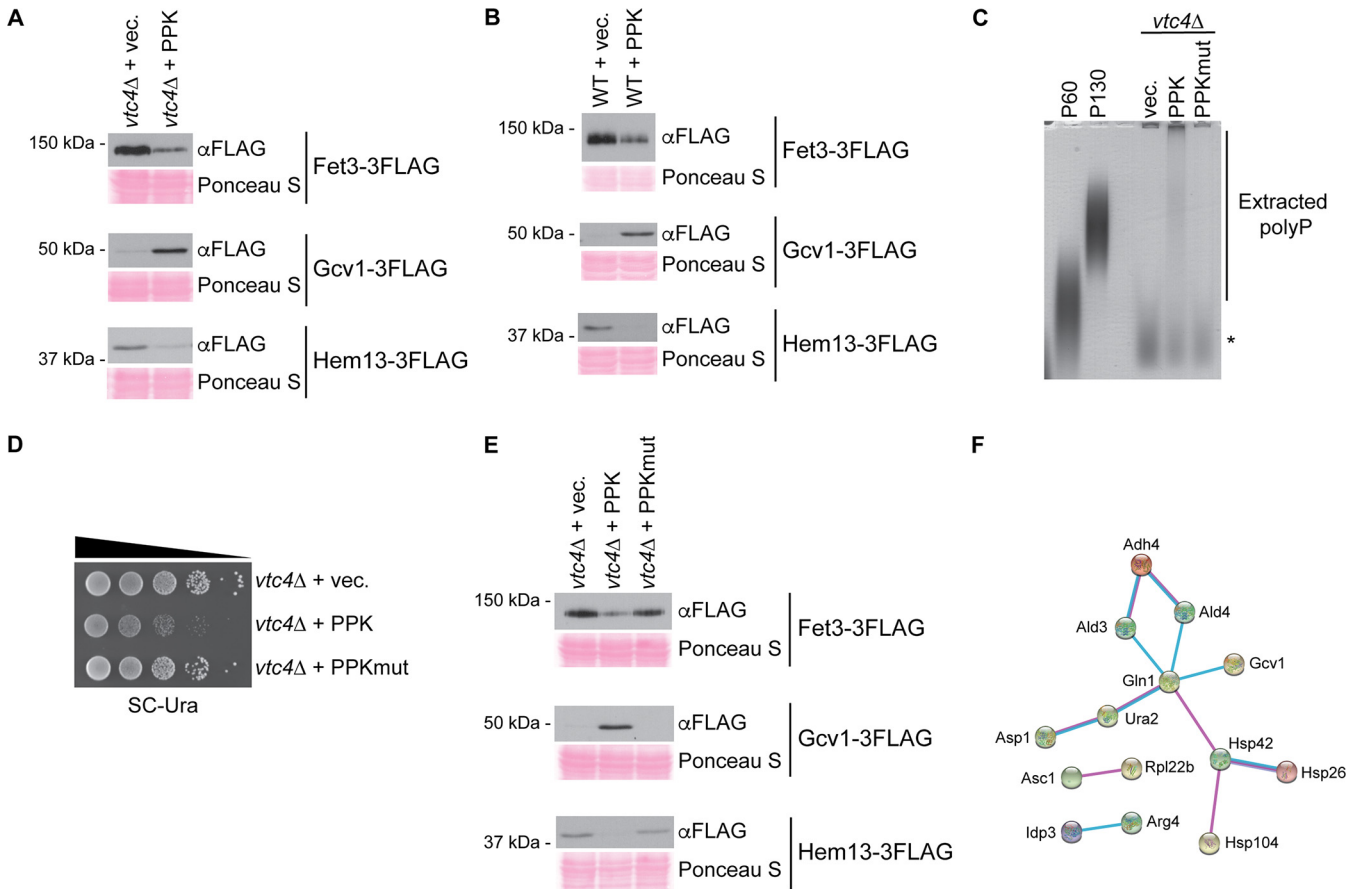 A
vtc4Δ + vec.
vtc4Δ + PPK
150 kDa -
αFLAG
Ponceau S
Fet3-3FLAG
50 kDa -
αFLAG
Ponceau S
Gcv1-3FLAG
37 kDa -
αFLAG
Ponceau S
Hem13-3FLAG
B
WT + vec.
WT + PPK
150 kDa -
αFLAG
Ponceau S
Fet3-3FLAG
50 kDa -
αFLAG
Ponceau S
Gcv1-3FLAG
37 kDa -
αFLAG
Ponceau S
Hem13-3FLAG
C
vtc4Δ
P60
P130
vec.
PPK
PPKmut
Extracted
polyP
*
D
vtc4Δ + vec.
vtc4Δ + PPK
vtc4Δ + PPKmut
SC-Ura
E
vtc4Δ + vec.
vtc4Δ + PPK
vtc4Δ + PPKmut
150 kDa -
αFLAG
Ponceau S
Fet3-3FLAG
50 kDa -
αFLAG
Ponceau S
Gcv1-3FLAG
37 kDa -
αFLAG
Ponceau S
Hem13-3FLAG
F
Adh4
Ald4
Ald3
Gcv1
Gln1
Ura2
Asp1
Hsp42
Rpl22b
Hsp26
Asc1
Arg4
Idp3
Hsp104